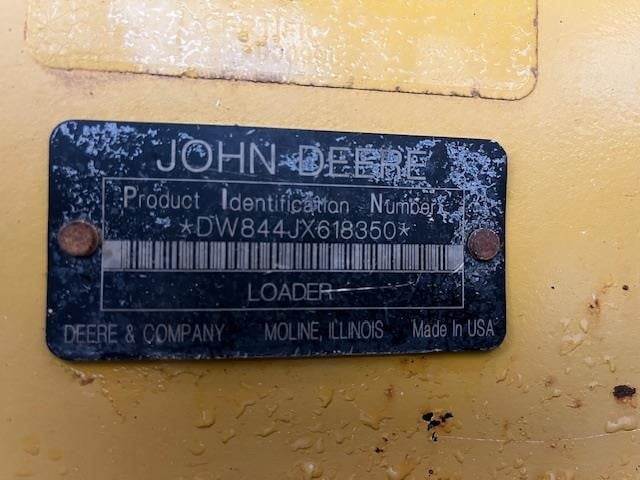 JOHN DEERE
Product Identification Number
*DW844JX618350*
LOADER
DEERE & COMPANY MOLINE, ILLINOIS Made In USA